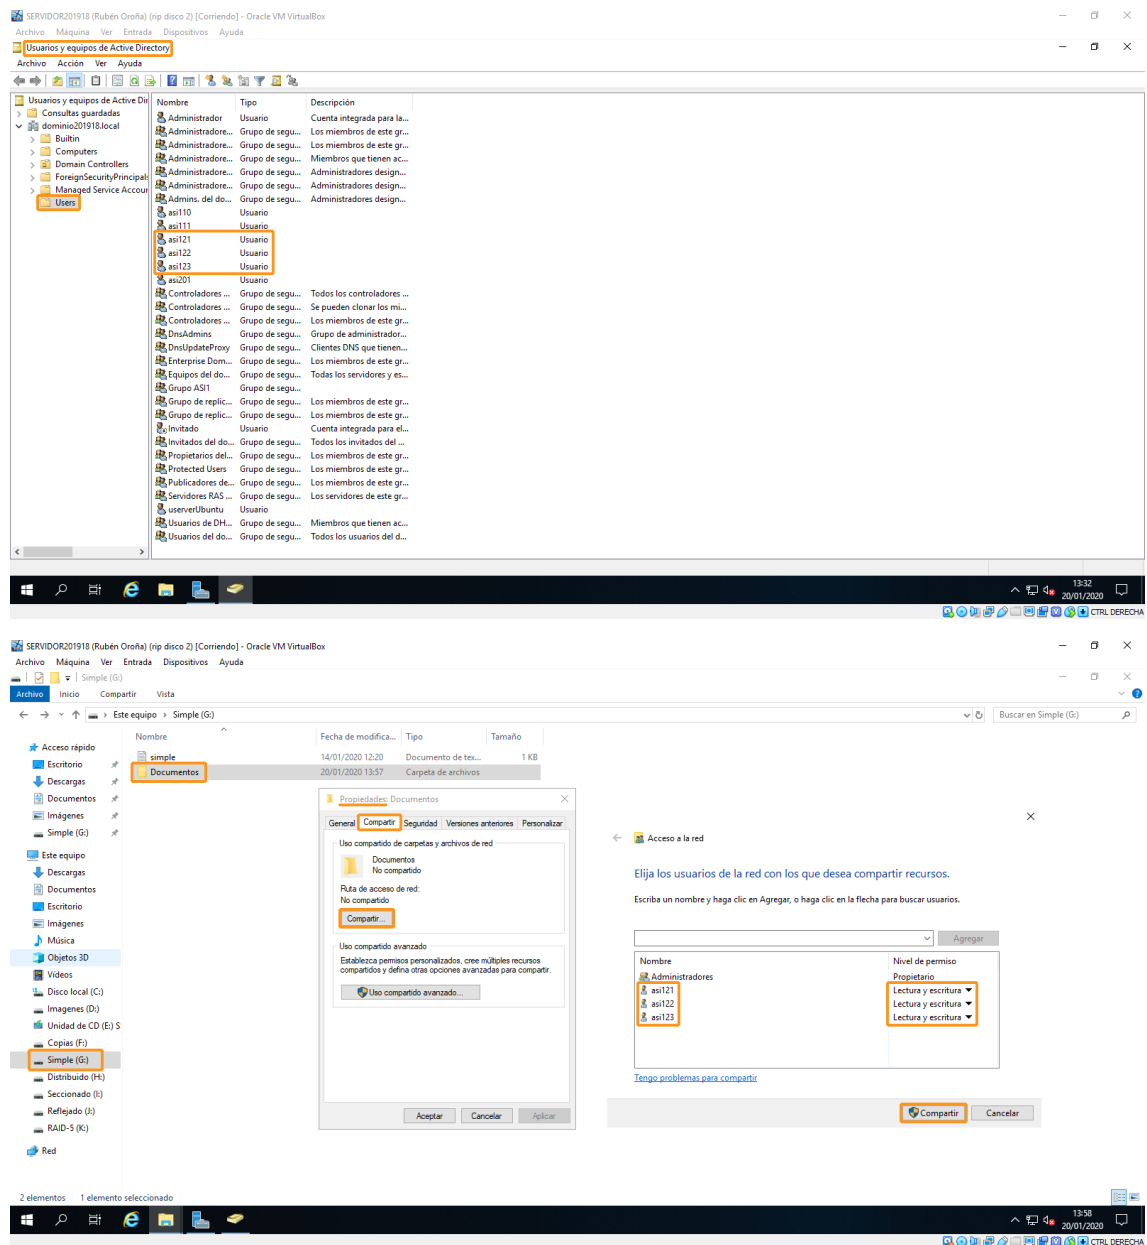 SERVIDOR201918 (Rubén Oroña) (rip disco 2) [Corriendo] - Oracle VM VirtualBox
Archivo Máquina Ver Entrada Dispositivos Ayuda
Usuarios y equipos de Active Directory
Archivo Acción Ver Ayuda
Usuarios y equipos de Active Dir
Consultas guardadas
dominio201918.local
Builtin
Computers
Domain Controllers
ForeignSecurityPrincipals
Managed Service Accour
Users
Nombre Tipo Descripción
Administrador Usuario Cuenta integrada para la...
Administradore... Grupo de segu... Los miembros de este gr...
Administradore... Grupo de segu... Los miembros de este gr...
Administradore... Grupo de segu... Miembros que tienen ac...
Administradore... Grupo de segu... Administradores design...
Administradore... Grupo de segu... Administradores design...
Admins. del do... Grupo de segu... Administradores design...
asi110 Usuario
asi111 Usuario
asi121 Usuario
asi122 Usuario
asi123 Usuario
asi201 Usuario
Controladores ... Grupo de segu... Todos los controladores ...
Controladores ... Grupo de segu... Se pueden clonar los mi...
Controladores ... Grupo de segu... Los miembros de este gr...
DnsAdmins Grupo de segu... Grupo de administrador...
DnsUpdateProxy Grupo de segu... Clientes DNS que tienen...
Enterprise Dom... Grupo de segu... Los miembros de este gr...
Equipos del do... Grupo de segu... Todas los servidores y es...
Grupo ASI1 Grupo de segu...
Grupo de replic... Grupo de segu... Los miembros de este gr...
Grupo de replic... Grupo de segu... Los miembros de este gr...
Invitado Usuario Cuenta integrada para el...
Invitados del do... Grupo de segu... Todos los invitados del ...
Propietarios del... Grupo de segu... Los miembros de este gr...
Protected Users Grupo de segu... Los miembros de este gr...
Publicadores de... Grupo de segu... Los miembros de este gr...
Servidores RAS ... Grupo de segu... Los servidores de este gr...
userverUbuntu Usuario
Usuarios de DH... Grupo de segu... Miembros que tienen ac...
Usuarios del do... Grupo de segu... Todos los usuarios del d...
13:32
20/01/2020
CTRL DERECHA
SERVIDOR201918 (Rubén Oroña) (rip disco 2) [Corriendo] - Oracle VM VirtualBox
Archivo Máquina Ver Entrada Dispositivos Ayuda
Simple (G:)
Archivo Inicio Compartir Vista
Este equipo > Simple (G:)
Buscar en Simple (G:)
Acceso rápido
Escritorio
Descargas
Documentos
Imágenes
Simple (G:)
Este equipo
Descargas
Documentos
Escritorio
Imágenes
Música
Objetos 3D
Vídeos
Disco local (C:)
Imagenes (D:)
Unidad de CD (E:) S
Copias (F:)
Simple (G:)
Distribuido (H:)
Seccionado (I:)
Reflejado (J:)
RAID-5 (K:)
Red
Nombre Fecha de modifica... Tipo Tamaño
simple 14/01/2020 12:20 Documento de tex... 1 KB
Documentos 20/01/2020 13:57 Carpeta de archivos
Propiedades: Documentos
General Compartir Seguridad Versiones anteriores Personalizar
Uso compartido de carpetas y archivos de red
Documentos
No compartido
Ruta de acceso de red:
No compartido
Compartir...
Uso compartido avanzado
Establezca permisos personalizados, cree múltiples recursos
compartidos y defina otras opciones avanzadas para compartir.
Uso compartido avanzado...
Aceptar Cancelar Aplicar
Acceso a la red
Elija los usuarios de la red con los que desea compartir recursos.
Escriba un nombre y haga clic en Agregar, o haga clic en la flecha para buscar usuarios.
Agregar
Nombre Nivel de permiso
Administradores Propietario
asi121 Lectura y escritura
asi122 Lectura y escritura
asi123 Lectura y escritura
Tengo problemas para compartir
Compartir Cancelar
2 elementos 1 elemento seleccionado
13:58
20/01/2020
CTRL DERECHA